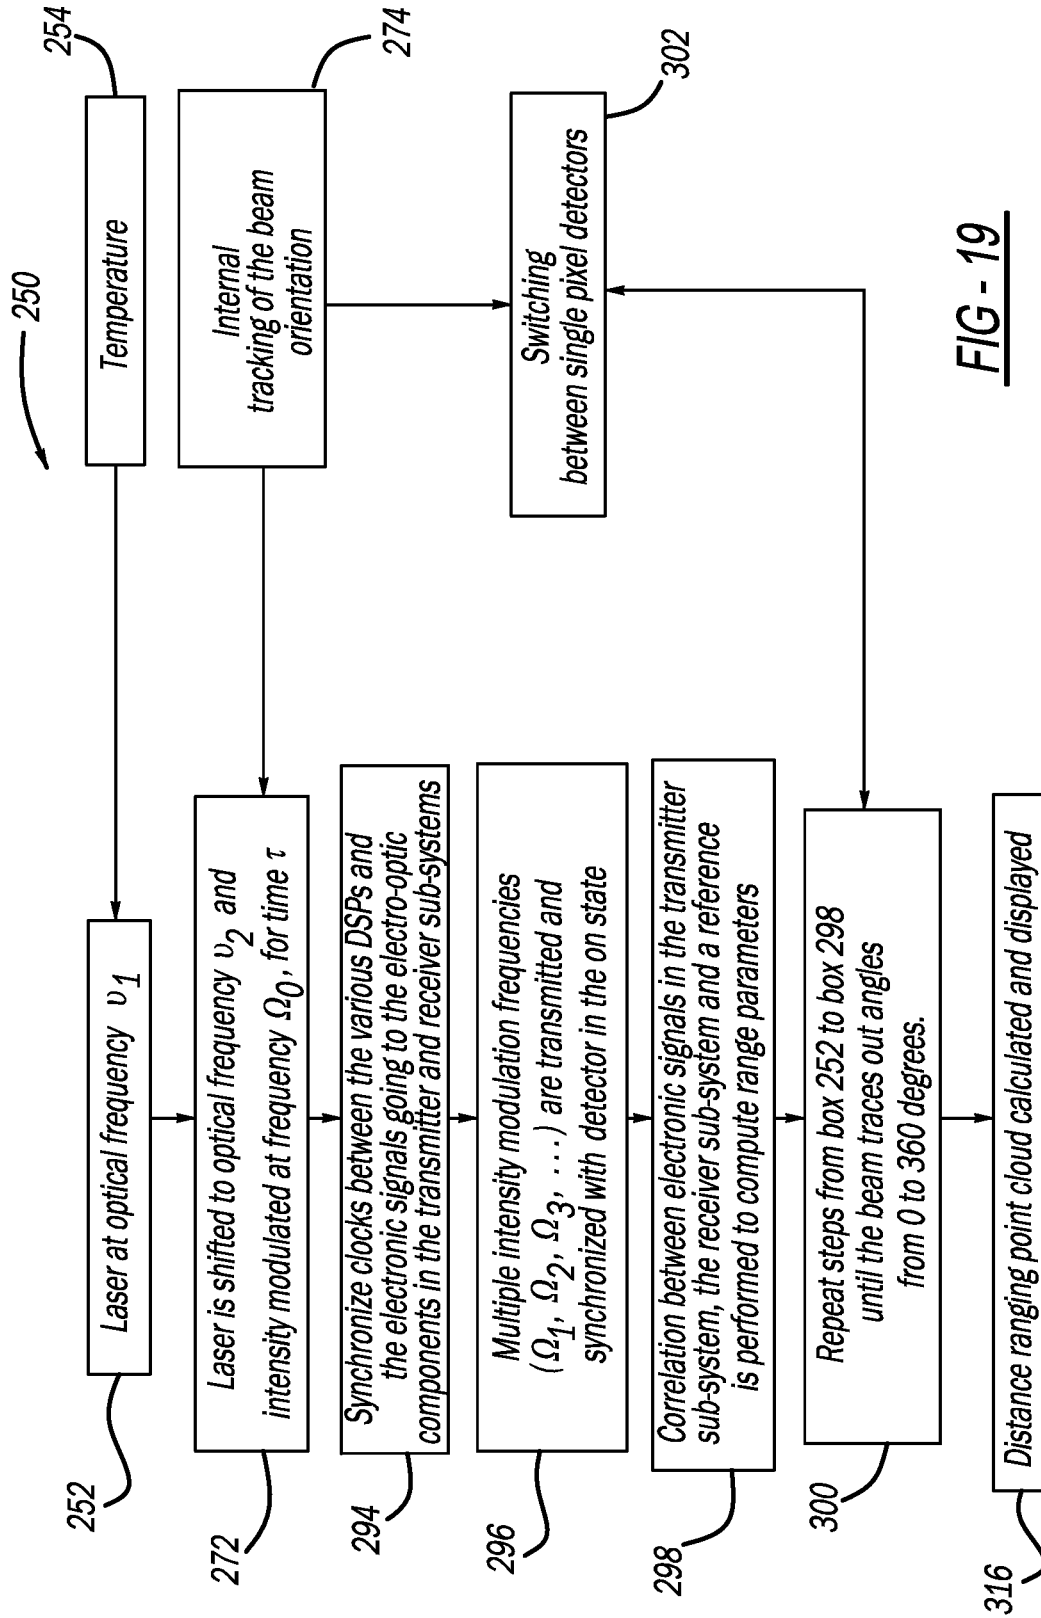 250
252
Laser at optical frequency υ1
Temperature
254
272
Laser is shifted to optical frequency υ2 and
intensity modulated at frequency Ω0, for time τ
Internal
tracking of the beam
orientation
274
294
Synchronize clocks between the various DSPs and
the electronic signals going to the electro-optic
components in the transmitter and receiver sub-systems
296
Multiple intensity modulation frequencies
(Ω1, Ω2, Ω3, ...) are transmitted and
synchronized with detector in the on state
Switching
between single pixel detectors
302
298
Correlation between electronic signals in the transmitter
sub-system, the receiver sub-system and a reference
is performed to compute range parameters
300
Repeat steps from box 252 to box 298
until the beam traces out angles
from 0 to 360 degrees.
316
Distance ranging point cloud calculated and displayed
FIG - 19